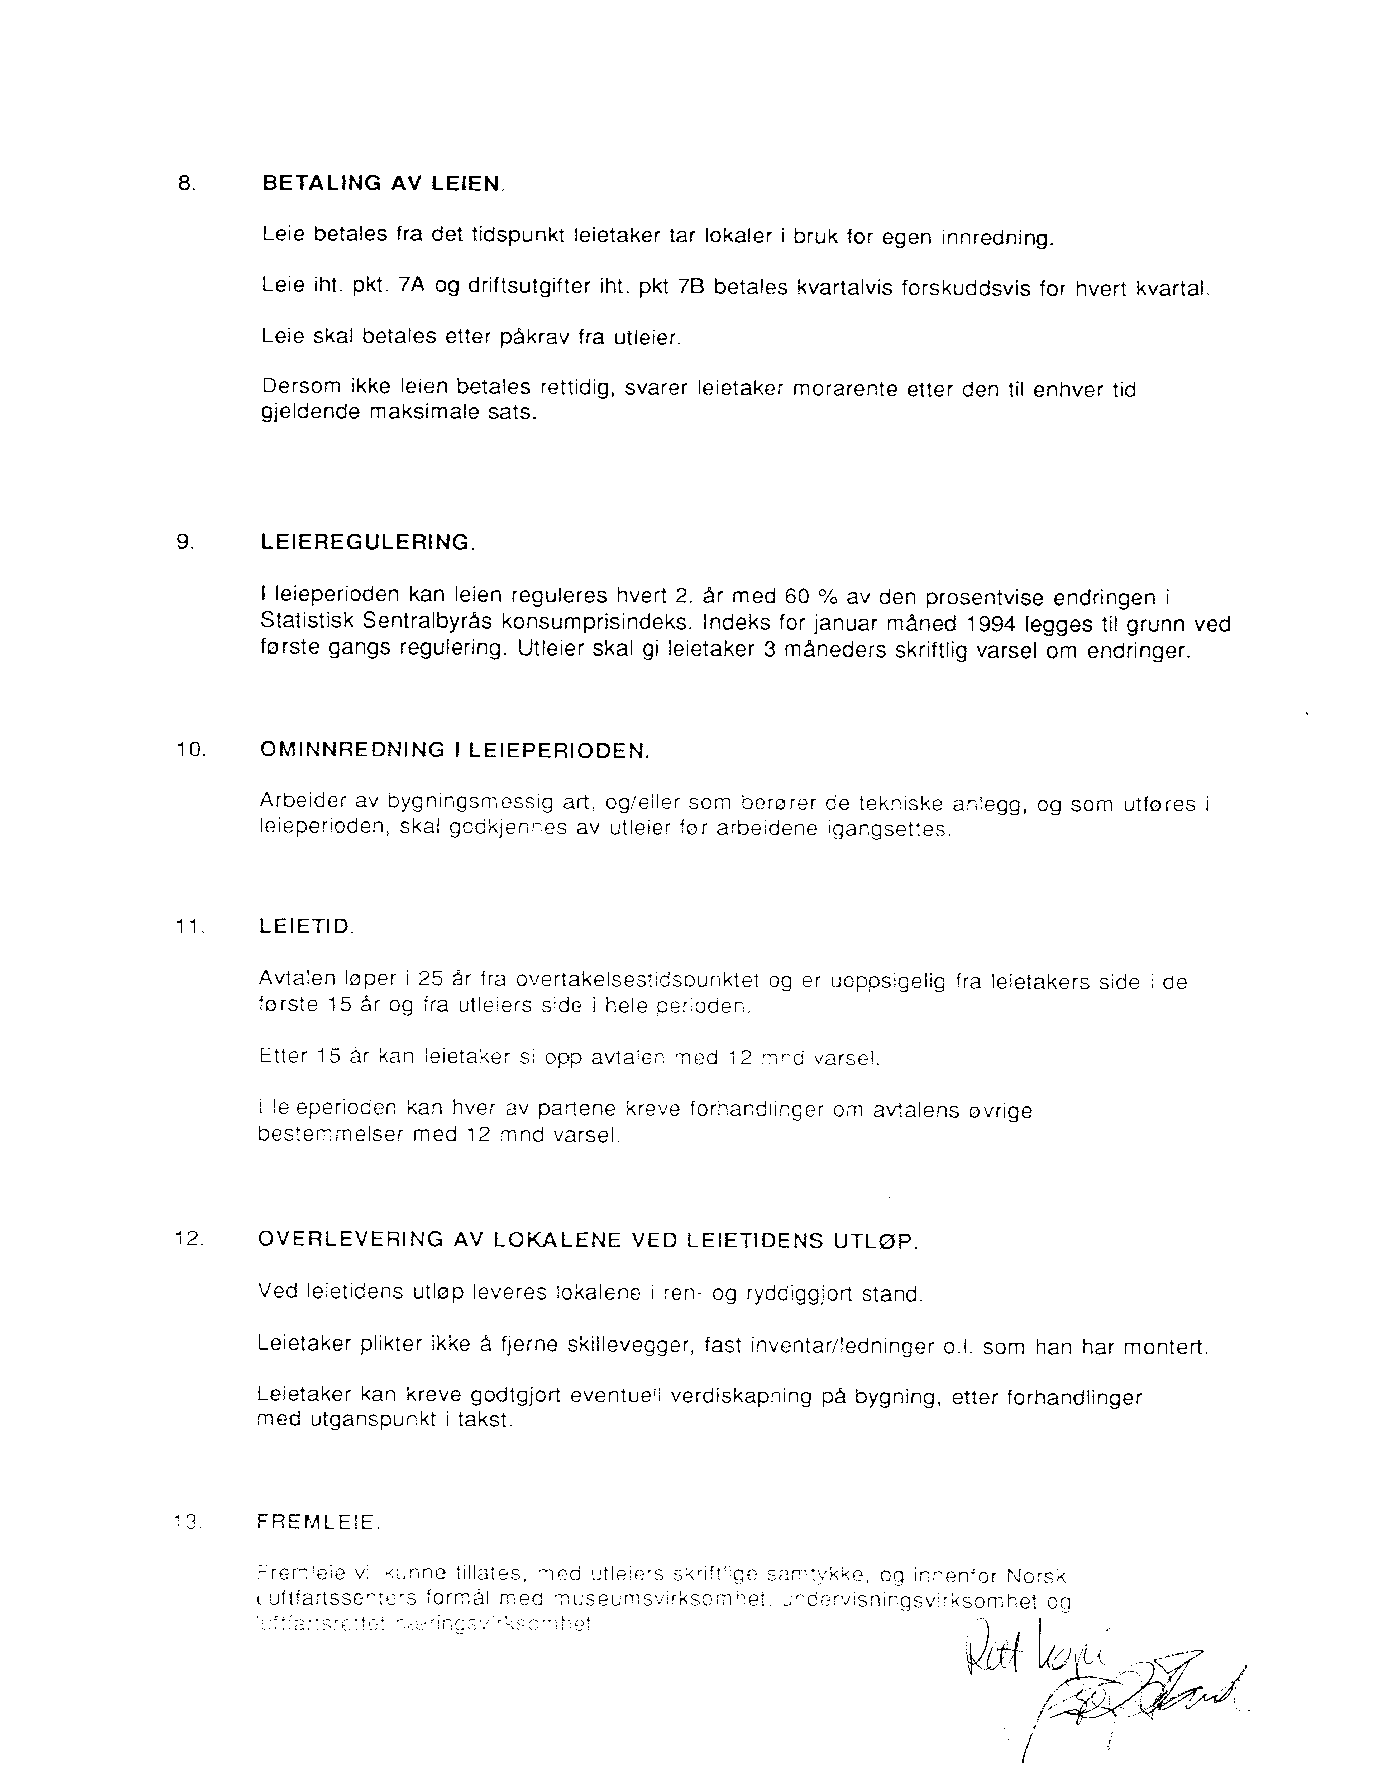 8. BETALING AV LEIEN.
Leie betales fra det tidspunkt leietaker tar lokaler i bruk for egen innredning.
Leie iht. pkt. 7A og driftsutgifter iht. pkt 7B betales kvartalvis forskuddsvis for hvert kvartal.
Leie skal betales etter påkrav fra utleier.
Dersom ikke leien betales rettidig, svarer leietaker morarente etter den til enhver tid
gjeldende maksimale sats.
9. LEIEREGULERING.
I leieperioden kan leien reguleres hvert 2. år med 60 % av den prosentvise endringen i
Statistisk Sentralbyrås konsumprisindeks. Indeks for januar måned 1994 legges til grunn ved
første gangs regulering. Utleier skal gi leietaker 3 måneders skriftlig varsel om endringer.
10. OMINNREDNING I LEIEPERIODEN.
Arbeider av bygningsmessig art, og/eller som berører de tekniske anlegg, og som utføres i
leieperioden, skal godkjennes av utleier før arbeidene igangsettes.
11. LEIETID.
Avtalen løper i 25 år fra overtakelsestidspunktet og er uoppsigelig fra leietakers side i de
første 15 år og fra utleiers side i hele perioden.
Etter 15 år kan leietaker si opp avtalen med 12 mnd varsel.
I leieperioden kan hver av partene kreve forhandlinger om avtalens øvrige
bestemmelser med 12 mnd varsel.
12. OVERLEVERING AV LOKALENE VED LEIETIDENS UTLØP.
Ved leietidens utløp leveres lokalene i ren- og ryddiggjort stand.
Leietaker plikter ikke å fjerne skillevegger, fast inventar/ledninger o.l. som han har montert.
Leietaker kan kreve godtgjort eventuell verdiskapning på bygning, etter forhandlinger
med utganspunkt i takst.
13. FREMLEIE.
Fremleie vil kunne tillates, med utleiers skriftlige samtykke, og innenfor Norsk
Luftfartssenters formål med museumsvirksomhet, undervisningsvirksomhet og
luftfartsrettet næringsvirksomhet
Rett kopi